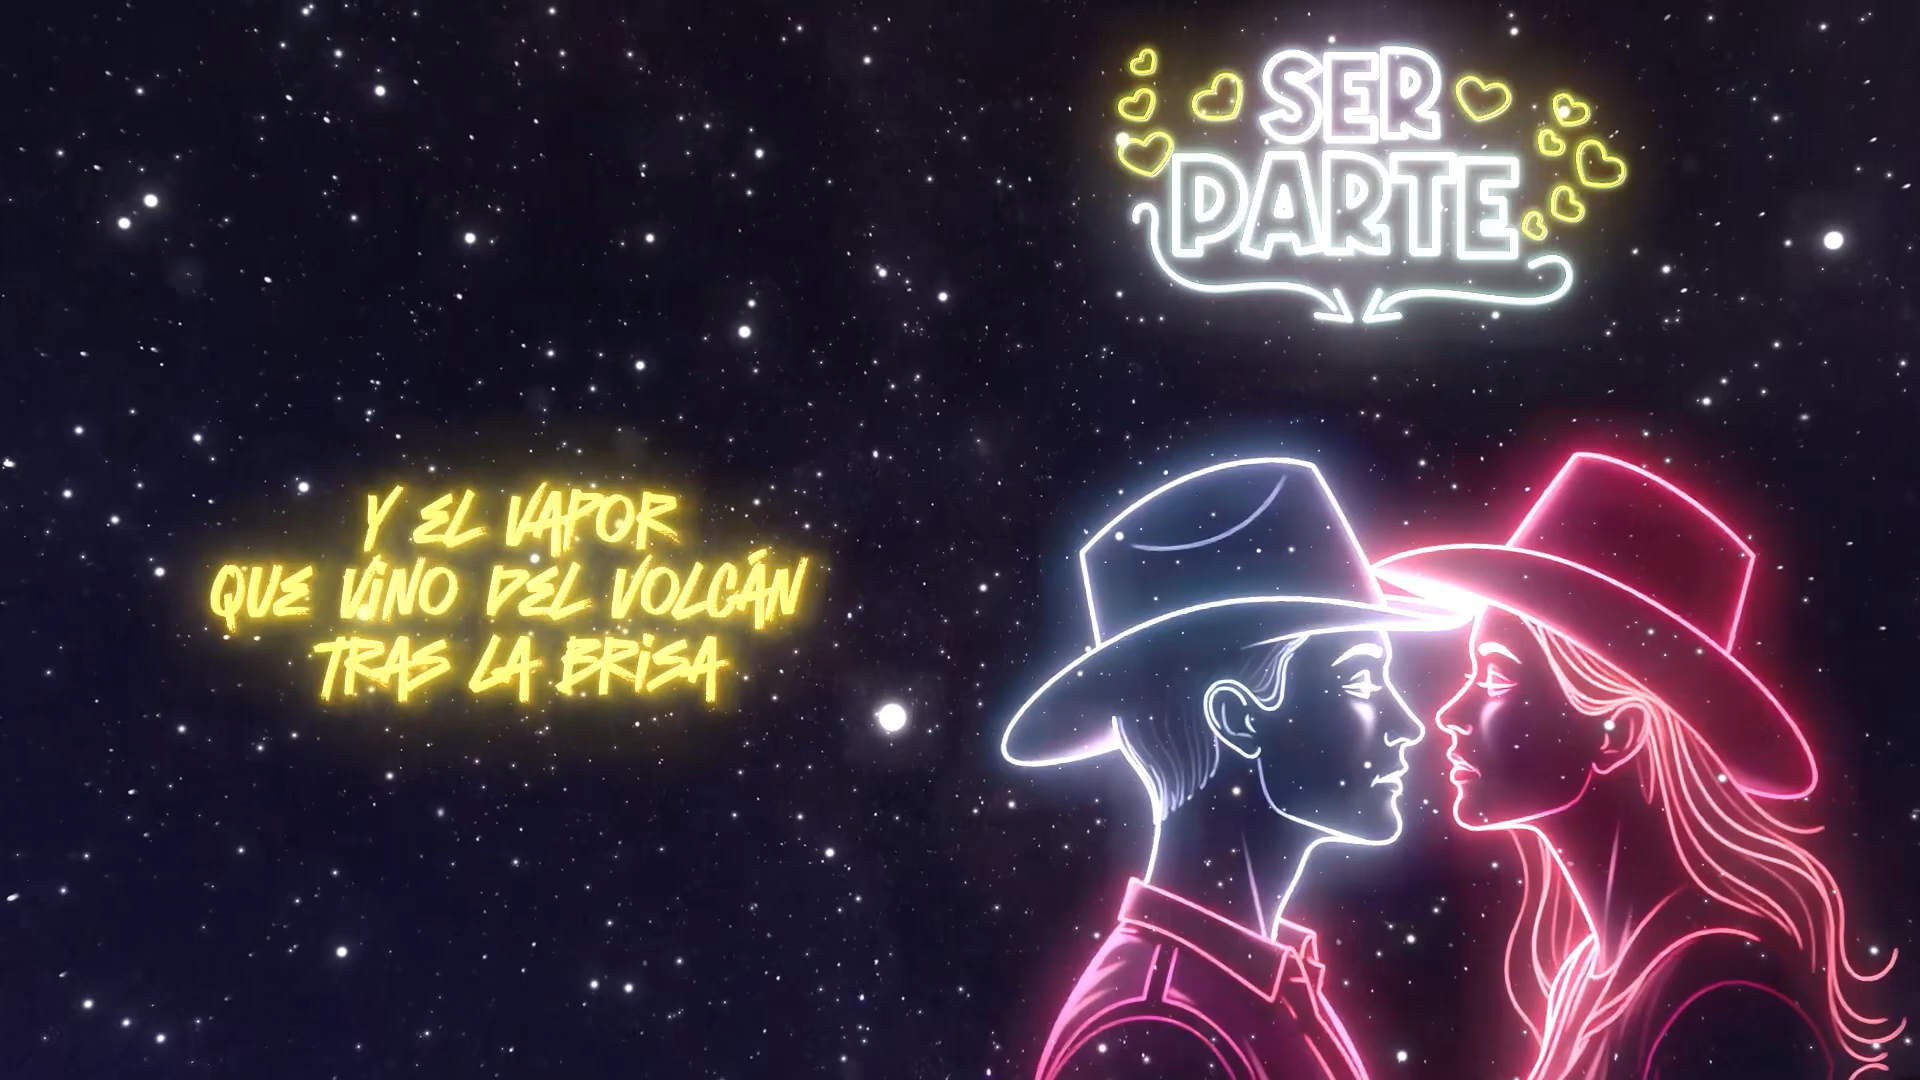 SER
PARTE
Y EL VAPOR
QUE VINO DEL VOLCÁN
TRAS LA BRISA